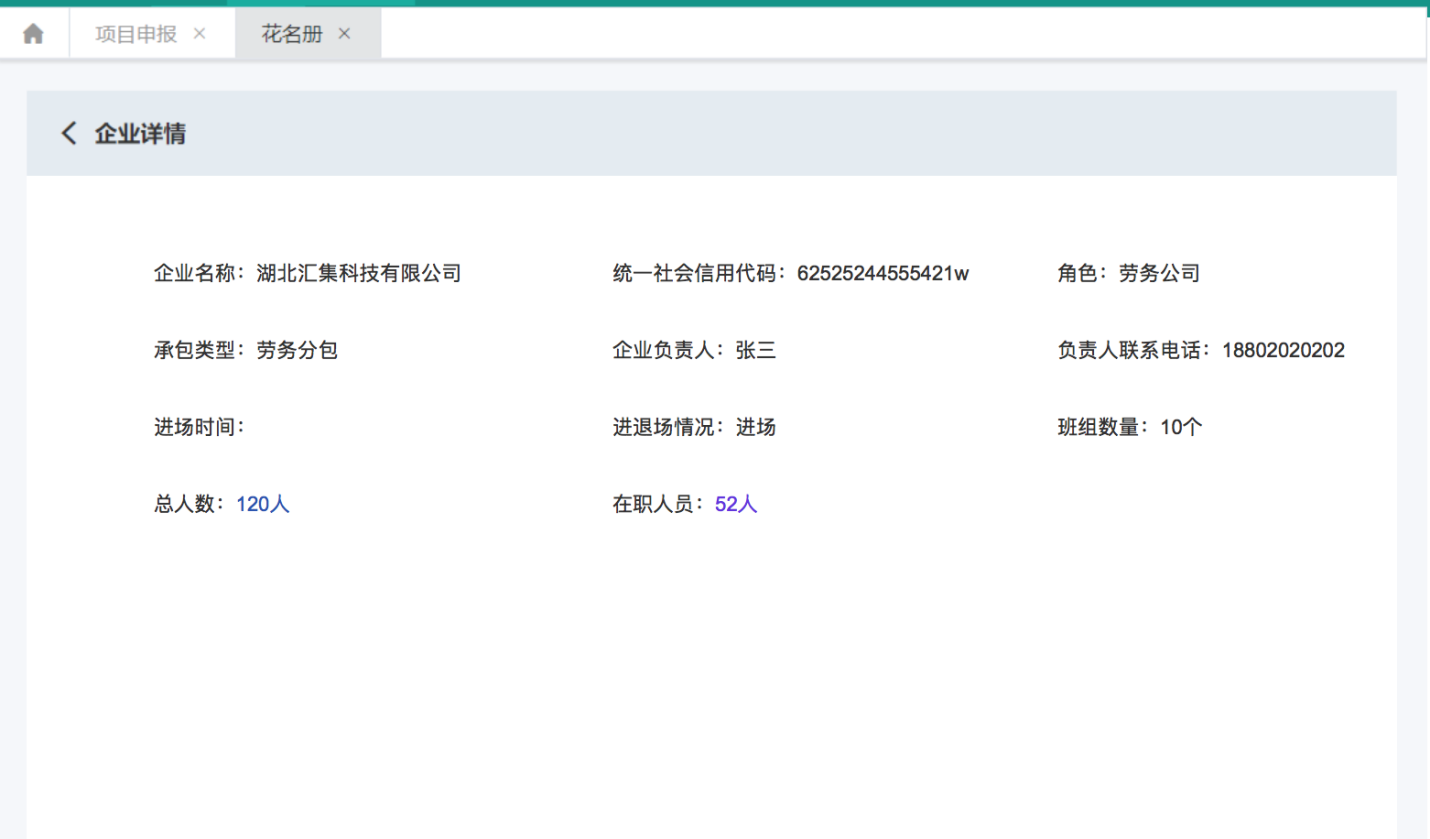 项目申报 × 花名册 ×
企业详情
企业名称：湖北汇集科技有限公司 统一社会信用代码：62525244555421w 角色：劳务公司
承包类型：劳务分包 企业负责人：张三 负责人联系电话：18802020202
进场时间： 进退场情况：进场 班组数量：10个
总人数：120人 在职人员：52人